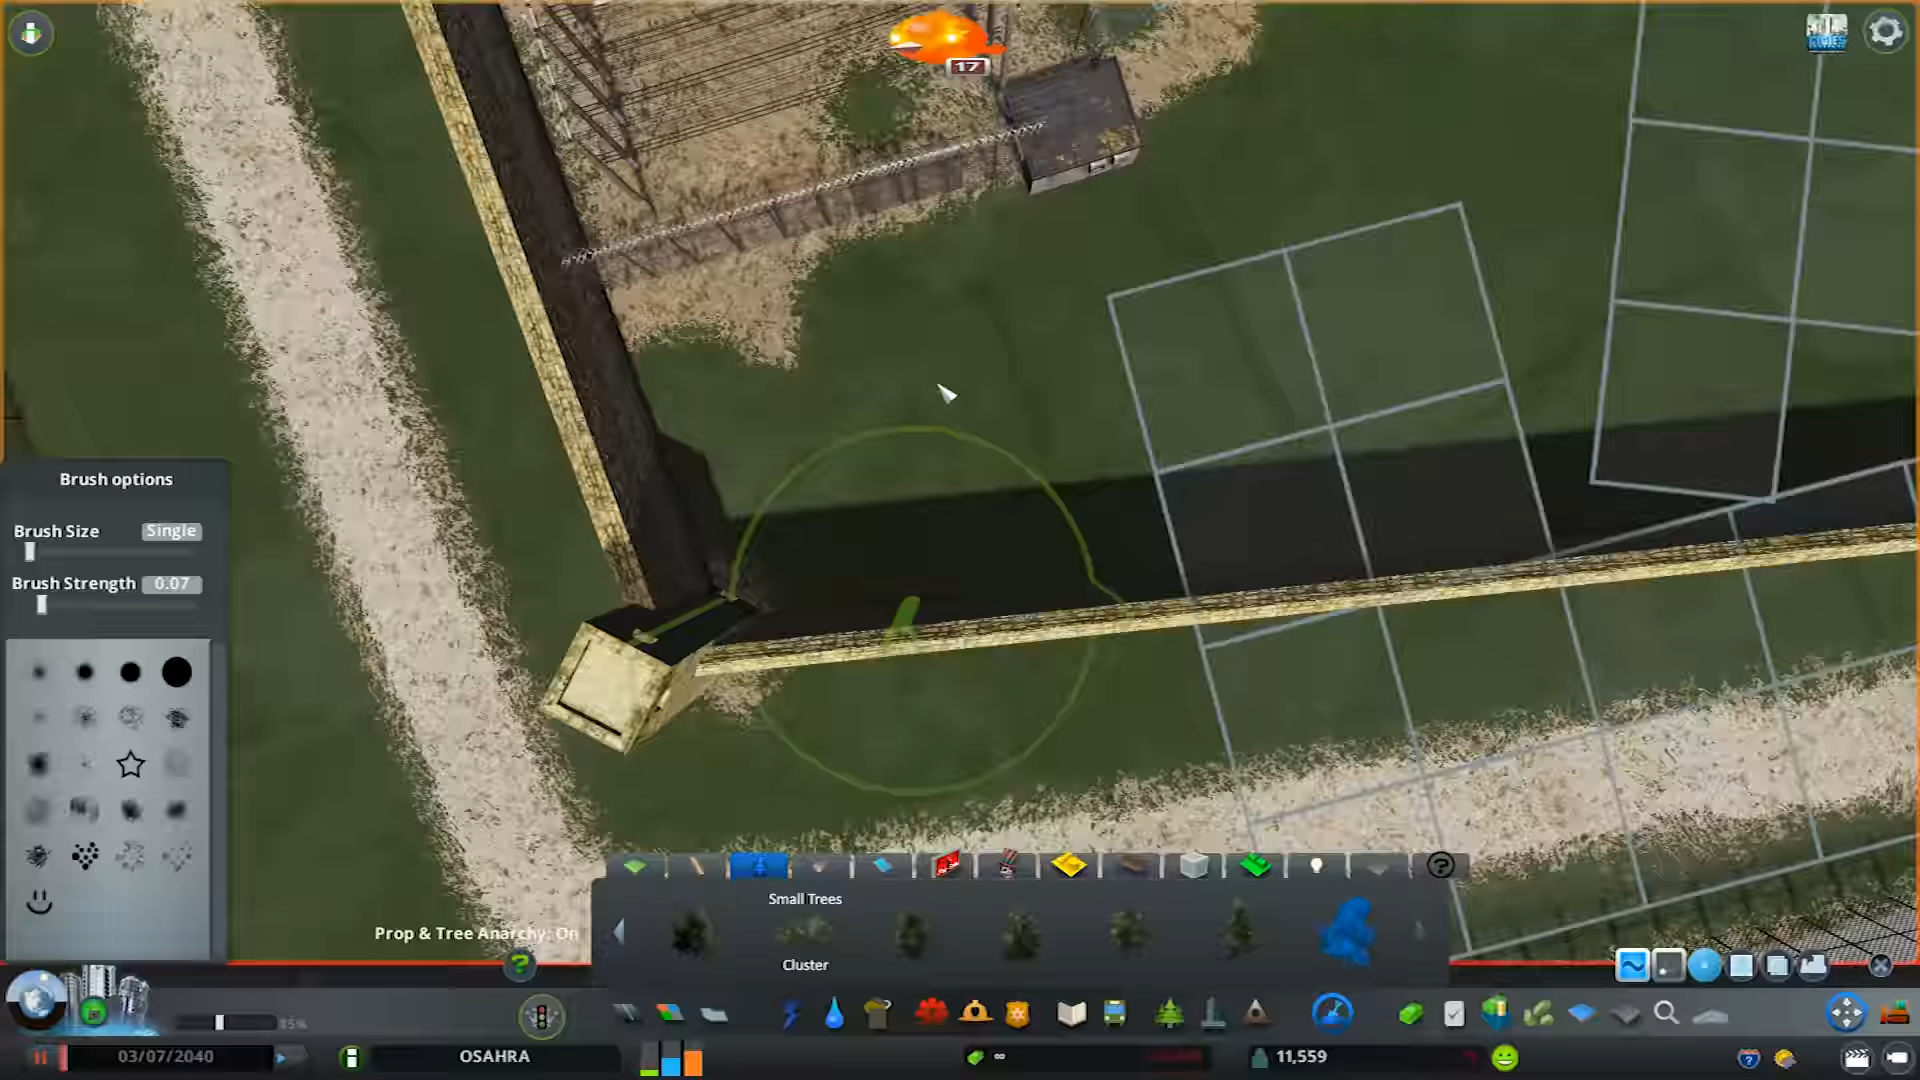 17
Brush options
Brush Size
Single
Brush Strength
0.07
Small Trees
Prop & Tree Anarchy: On
Cluster
85%
03/07/2040
OSAHRA
∞
11,559